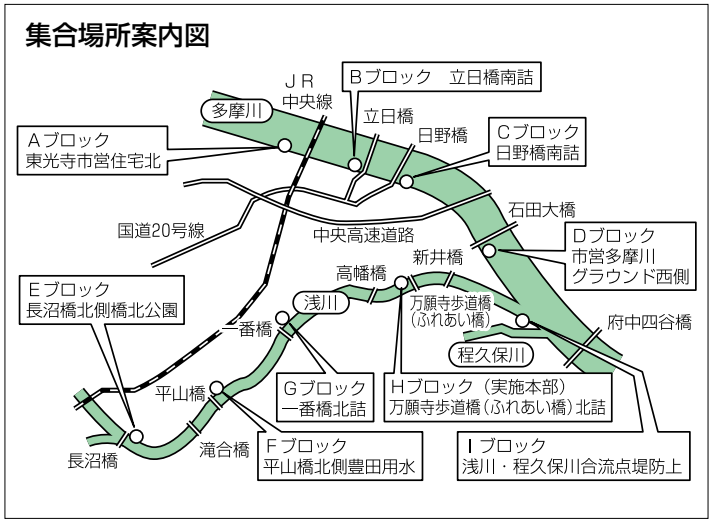 集合場所案内図
ＪＲ
中央線
Ｂブロック　立日橋南詰
多摩川
立日橋
日野橋
Ｃブロック
日野橋南詰
Ａブロック
東光寺市営住宅北
石田大橋
国道20号線
中央高速道路
Ｄブロック
市営多摩川
グラウンド西側
新井橋
高幡橋
Ｅブロック
長沼橋北側橋北公園
浅川
万願寺歩道橋
（ふれあい橋）
一番橋
府中四谷橋
程久保川
平山橋
Ｇブロック
一番橋北詰
Ｈブロック（実施本部）
万願寺歩道橋（ふれあい橋）北詰
長沼橋
滝合橋
Ｆブロック
平山橋北側豊田用水
Ｉブロック
浅川・程久保川合流点堤防上